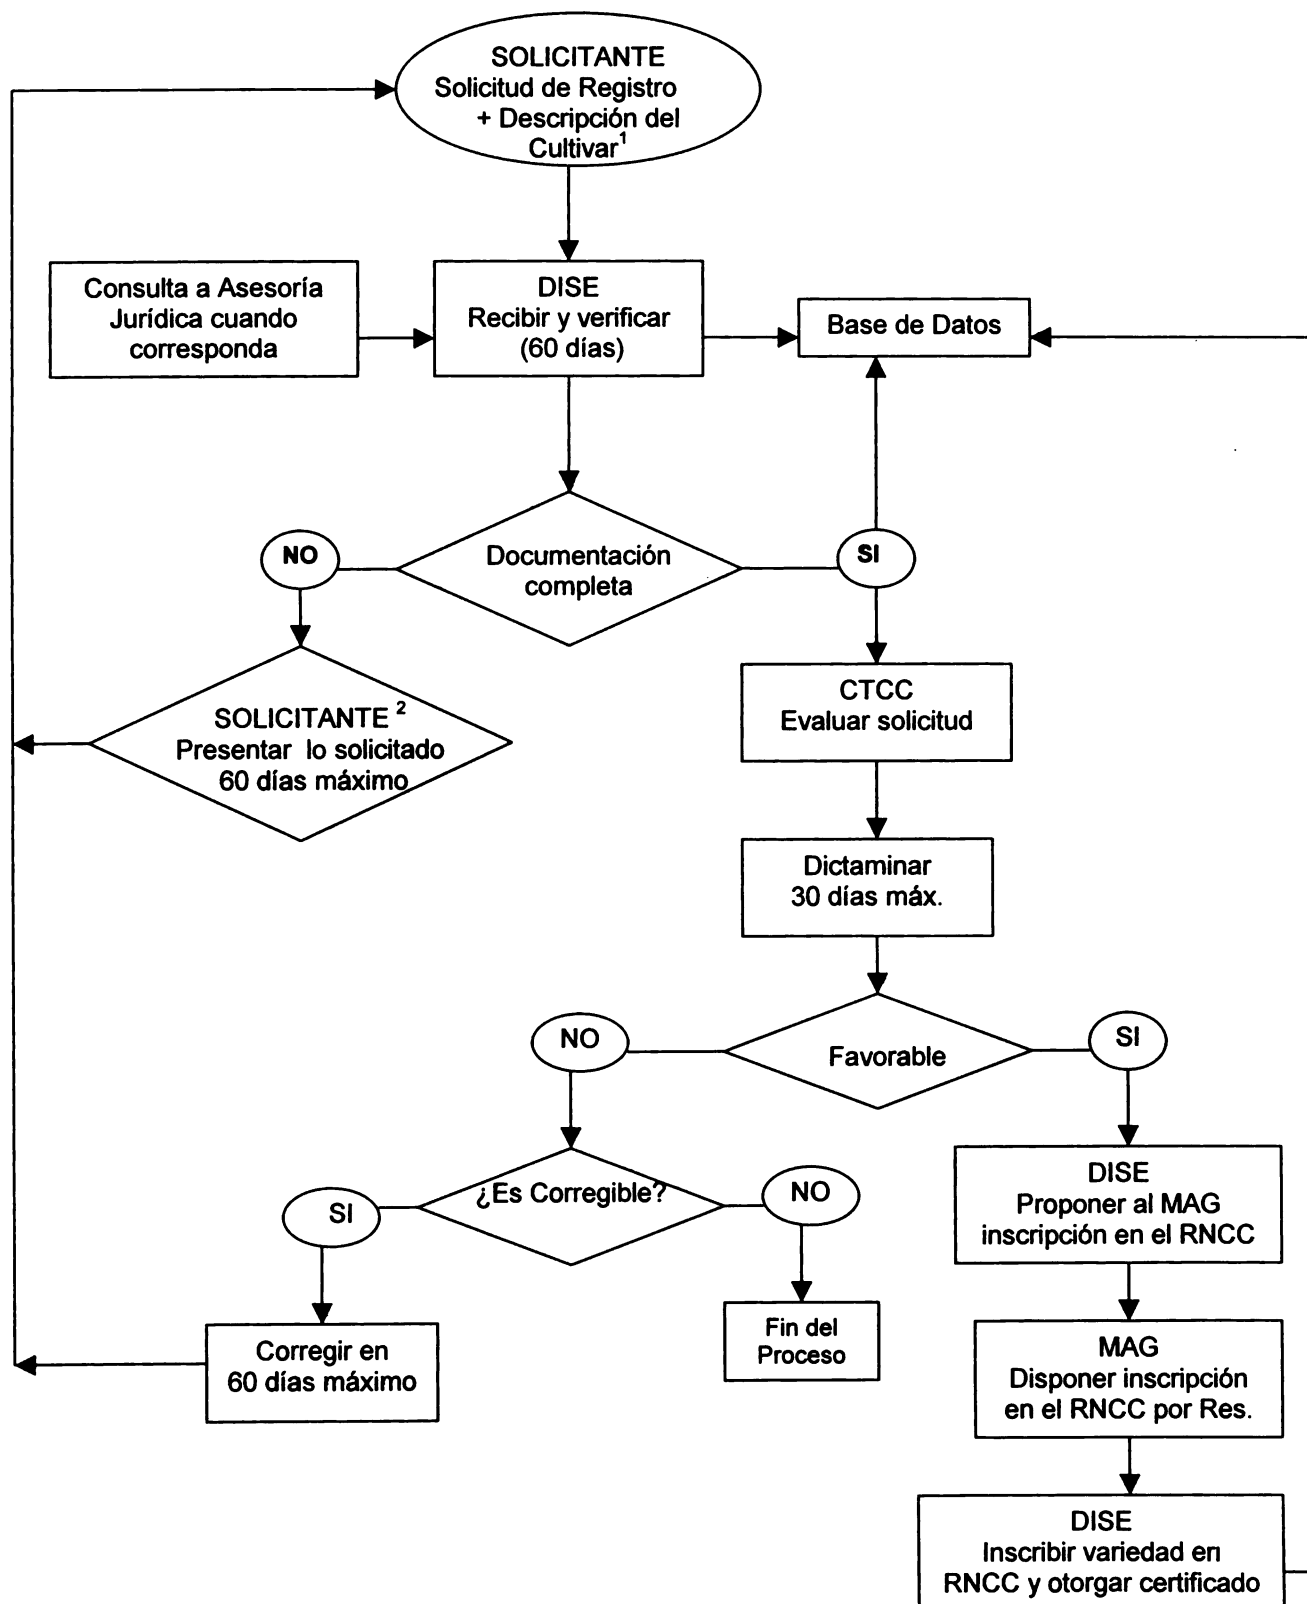 SOLICITANTE
Solicitud de Registro
+ Descripción del
Cultivar¹
Consulta a Asesoría
Jurídica cuando
corresponda
DISE
Recibir y verificar
(60 días)
Base de Datos
NO
Documentación
completa
SI
SOLICITANTE ²
Presentar lo solicitado
60 días máximo
CTCC
Evaluar solicitud
Dictaminar
30 días máx.
NO
Favorable
SI
¿Es Corregible?
SI
NO
DISE
Proponer al MAG
inscripción en el RNCC
Corregir en
60 días máximo
Fin del
Proceso
MAG
Disponer inscripción
en el RNCC por Res.
DISE
Inscribir variedad en
RNCC y otorgar certificado